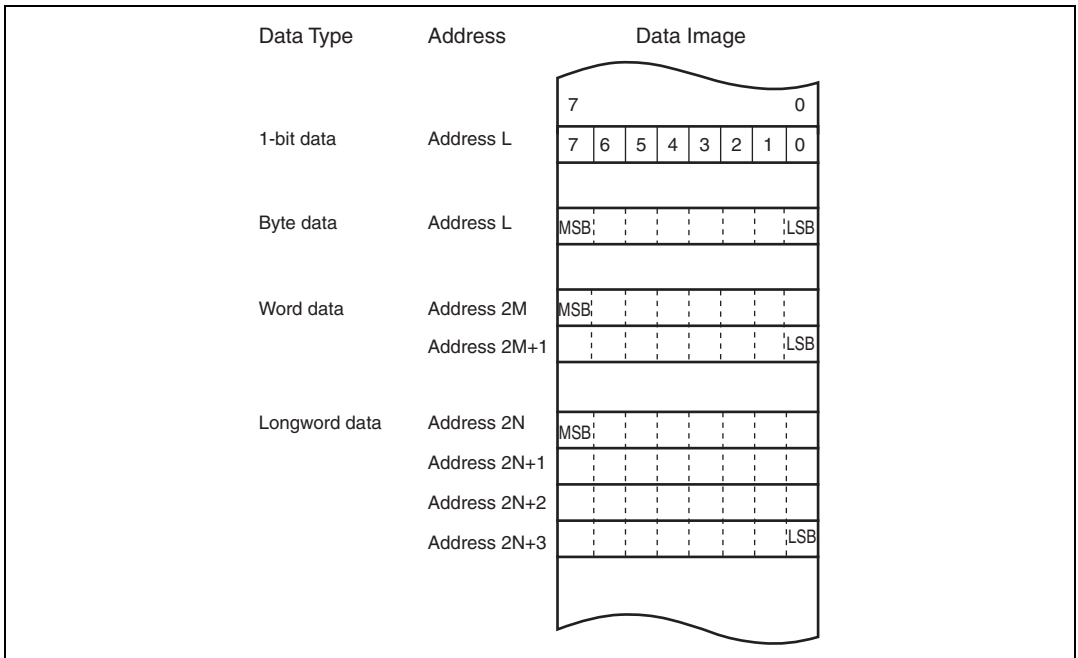 Data Type Address Data Image
7 0
1-bit data Address L 7 6 5 4 3 2 1 0
Byte data Address L MSB LSB
Word data Address 2M MSB
Address 2M+1 LSB
Longword data Address 2N MSB
Address 2N+1
Address 2N+2
Address 2N+3 LSB